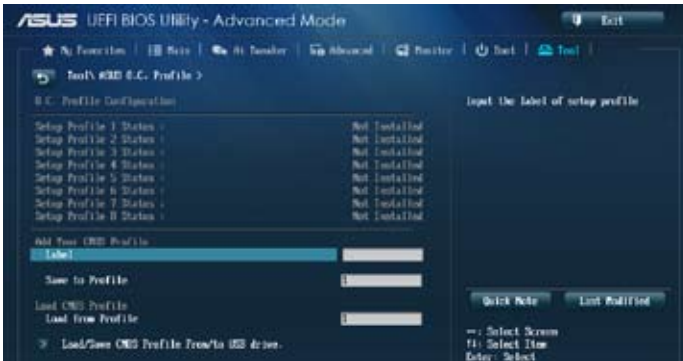 ASUS UEFI BIOS Utility - Advanced Mode
Exit
My Favorites | Main | Ai Tweaker | Advanced | Monitor | Boot | Tool
Tool\ ASUS O.C. Profile >
O.C. Profile Configuration
Input the label of setup profile
Setup Profile 1 Status : Not Installed
Setup Profile 2 Status : Not Installed
Setup Profile 3 Status : Not Installed
Setup Profile 4 Status : Not Installed
Setup Profile 5 Status : Not Installed
Setup Profile 6 Status : Not Installed
Setup Profile 7 Status : Not Installed
Setup Profile 8 Status : Not Installed
Add Your CMOS Profile
Label
Save to Profile 1
Load CMOS Profile
Load from Profile 1
> Load/Save CMOS Profile From/to USB drive.
Quick Note
Last Modified
→←: Select Screen
↑↓: Select Item
Enter: Select